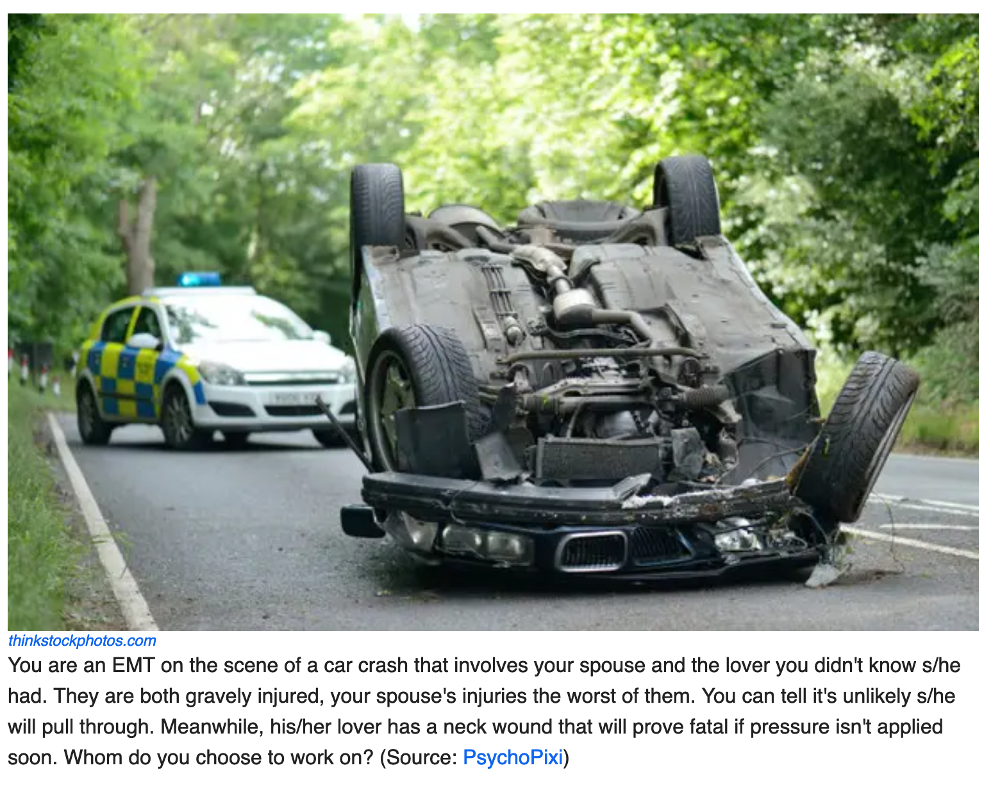 thinkstockphotos.com
You are an EMT on the scene of a car crash that involves your spouse and the lover you didn't know s/he
had. They are both gravely injured, your spouse's injuries the worst of them. You can tell it's unlikely s/he
will pull through. Meanwhile, his/her lover has a neck wound that will prove fatal if pressure isn't applied
soon. Whom do you choose to work on? (Source: PsychoPixi)